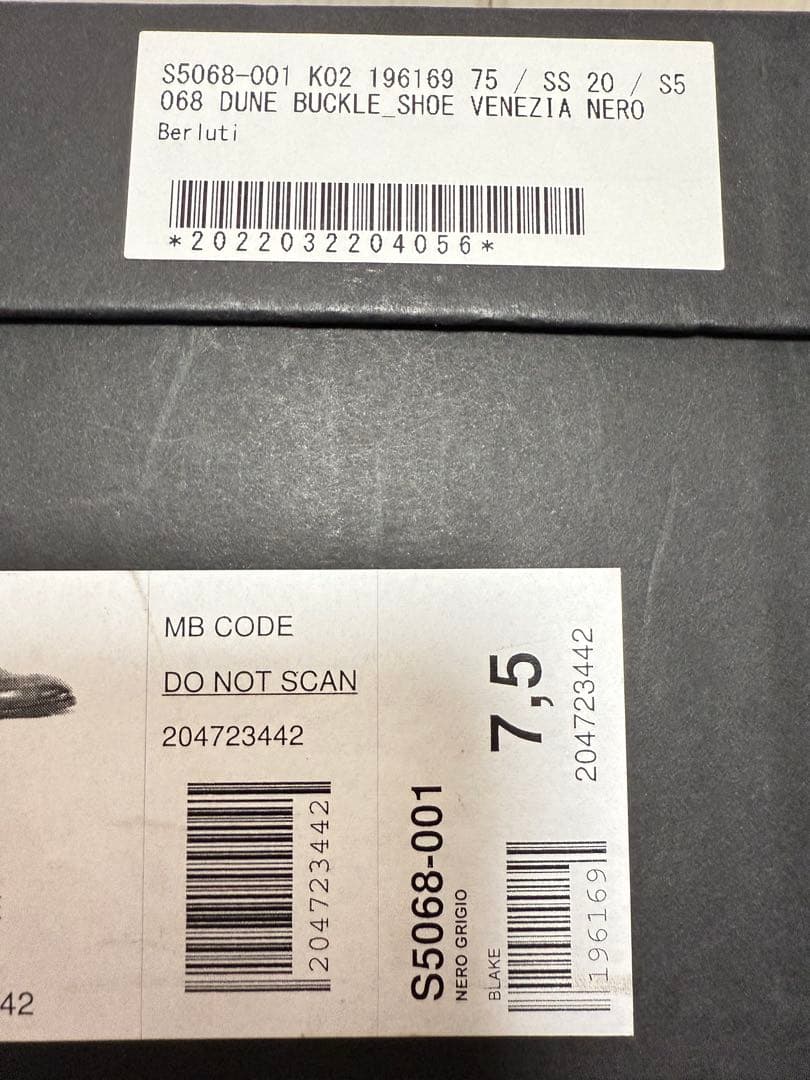 S5068-001 K02 196169 75 / SS 20 / S5
068 DUNE BUCKLE_SHOE VENEZIA NERO
Berluti
*2022032204056*
MB CODE
DO NOT SCAN
204723442
204723442
42
S5068-001
NERO GRIGIO
7,5
BLAKE
204723442
196169